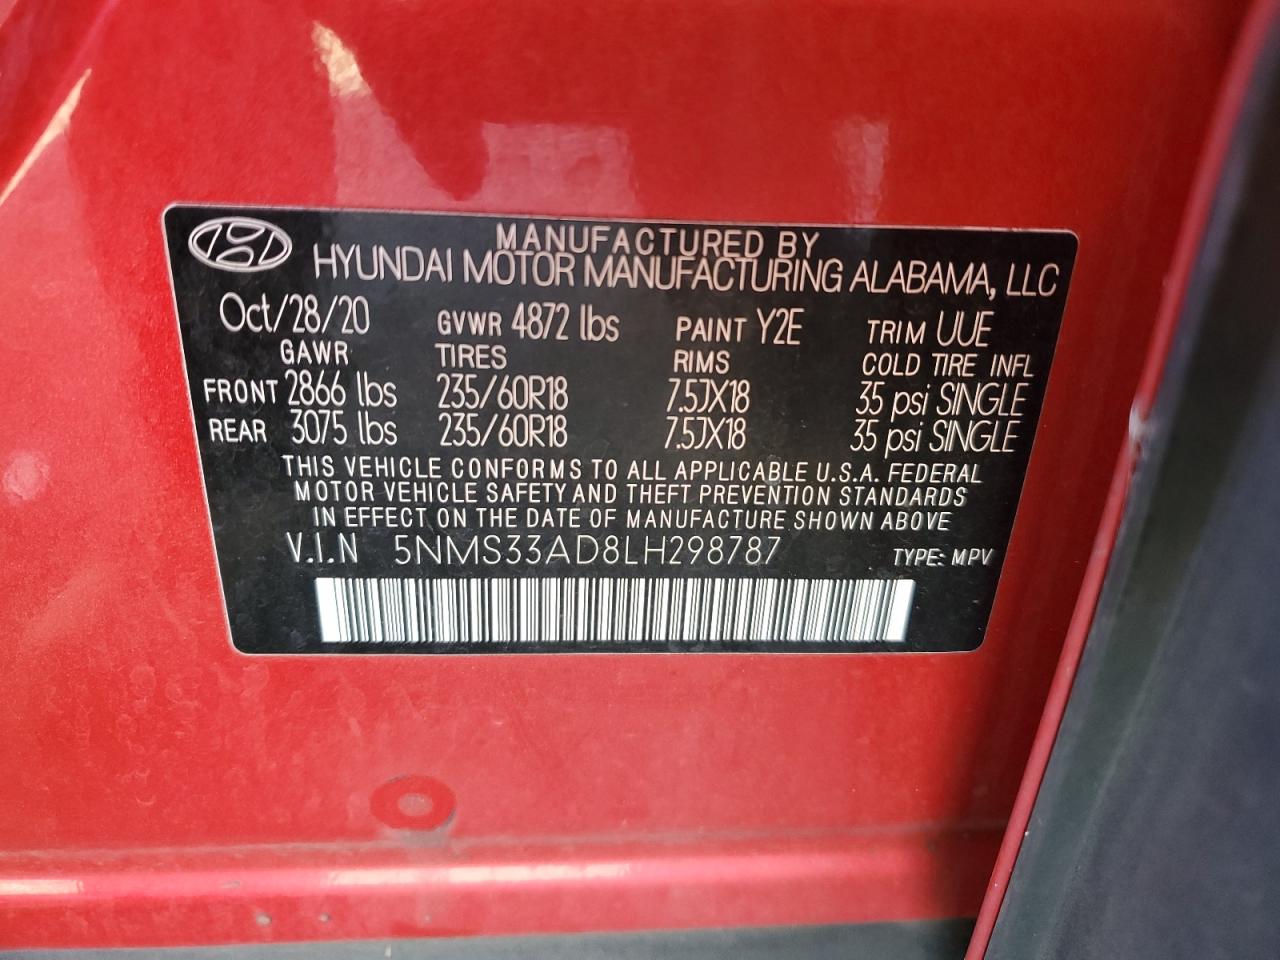 MANUFACTURED BY
HYUNDAI MOTOR MANUFACTURING ALABAMA, LLC
Oct/28/20 GVWR 4872 lbs PAINT Y2E TRIM UUE
GAWR TIRES RIMS COLD TIRE INFL
FRONT 2866 lbs 235/60R18 7.5JX18 35 psi SINGLE
REAR 3075 lbs 235/60R18 7.5JX18 35 psi SINGLE
THIS VEHICLE CONFORMS TO ALL APPLICABLE U.S.A. FEDERAL
MOTOR VEHICLE SAFETY AND THEFT PREVENTION STANDARDS
IN EFFECT ON THE DATE OF MANUFACTURE SHOWN ABOVE
V.I.N 5NMS33AD8LH298787 TYPE: MPV